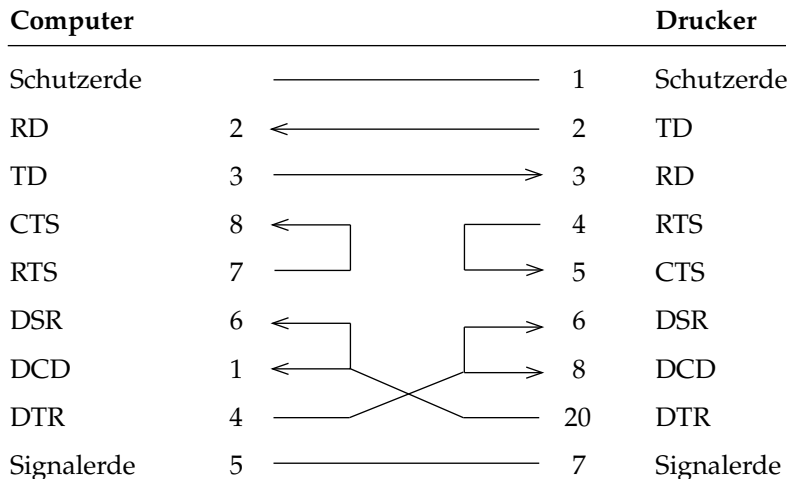 Computer Drucker
Schutzerde 1 Schutzerde
RD 2 2 TD
TD 3 3 RD
CTS 8 4 RTS
RTS 7 5 CTS
DSR 6 6 DSR
DCD 1 8 DCD
DTR 4 20 DTR
Signalerde 5 7 Signalerde